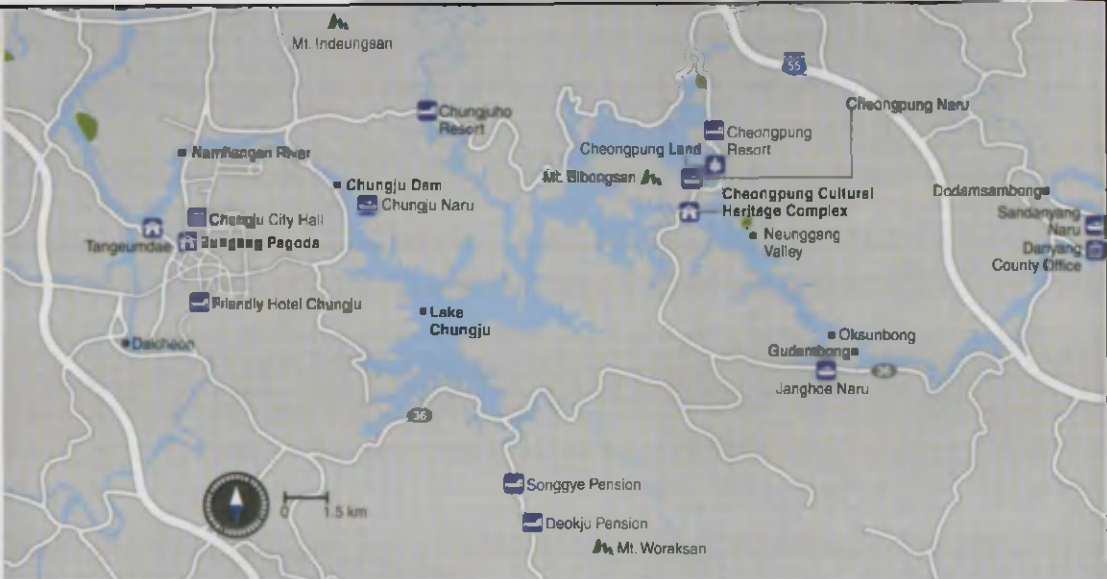 Mt. Indeungsan
55
Chungjuho
Resort
Cheongpung Naru
Cheongpung
Resort
Cheongpung Land
Namhangan River
Mt. Bibongsan
Chungju Dam
Chungju Naru
Cheongpung Cultural
Heritage Complex
Dodamsambong
Chungju City Hall
Sandanyang
Naru
Tangeumdae
Pagoda
Neunggang
Valley
Danyang
County Office
Friendly Hotel Chungju
Lake
Chungju
Oksunbong
Gudambong
Janghoe Naru
36
36
Songgye Pension
0 1.5 km
Deokju Pension
Mt. Woraksan